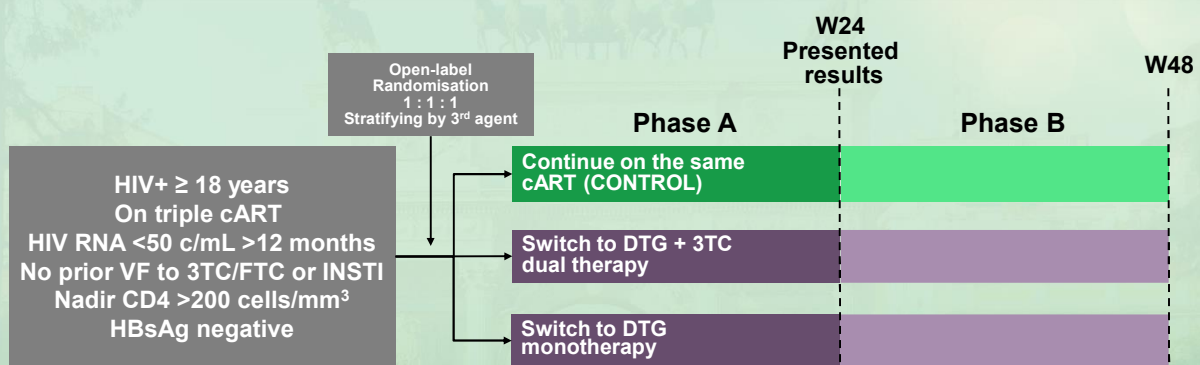 W24
Presented
results
W48
Open-label
Randomisation
1 : 1 : 1
Stratifying by 3rd agent
Phase A
Phase B
HIV+ ≥ 18 years
On triple cART
HIV RNA <50 c/mL >12 months
No prior VF to 3TC/FTC or INSTI
Nadir CD4 >200 cells/mm³
HBsAg negative
Continue on the same
cART (CONTROL)
Switch to DTG + 3TC
dual therapy
Switch to DTG
monotherapy